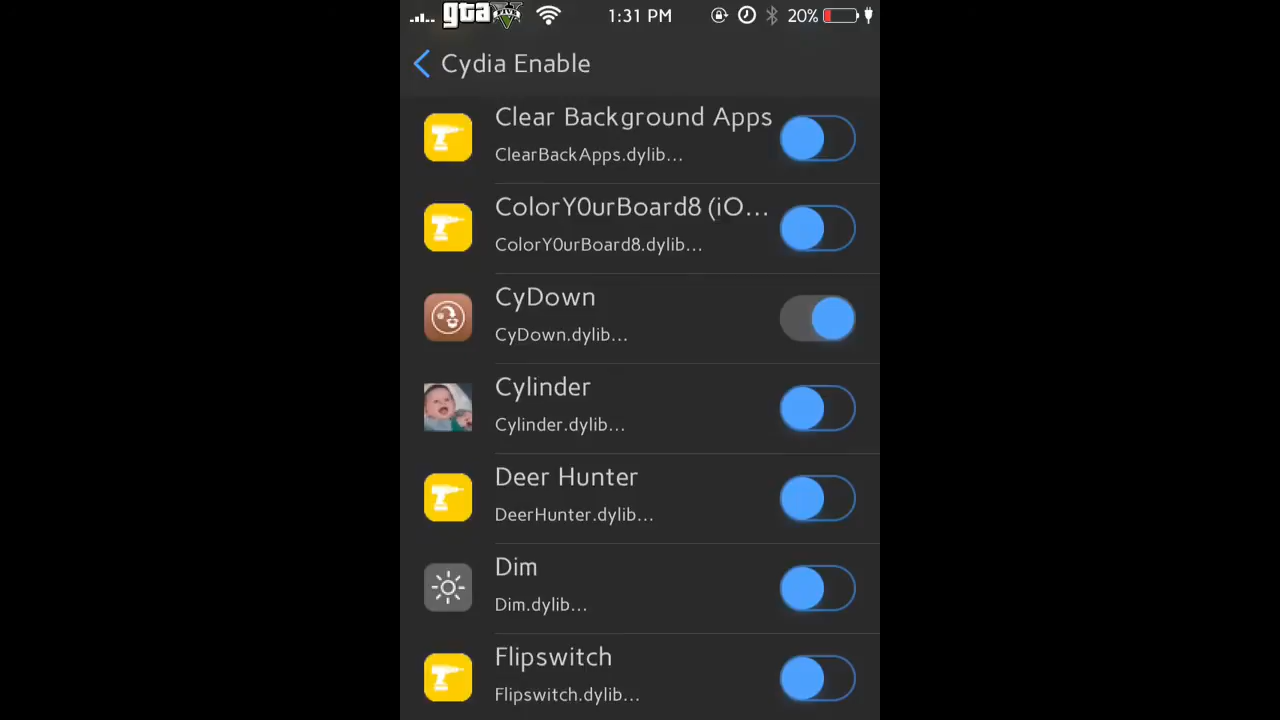 gta V FIVE 1:31 PM 20%
Cydia Enable
Clear Background Apps
ClearBackApps.dylib...
ColorY0urBoard8 (iO...
ColorY0urBoard8.dylib...
CyDown
CyDown.dylib...
Cylinder
Cylinder.dylib...
Deer Hunter
DeerHunter.dylib...
Dim
Dim.dylib...
Flipswitch
Flipswitch.dylib...